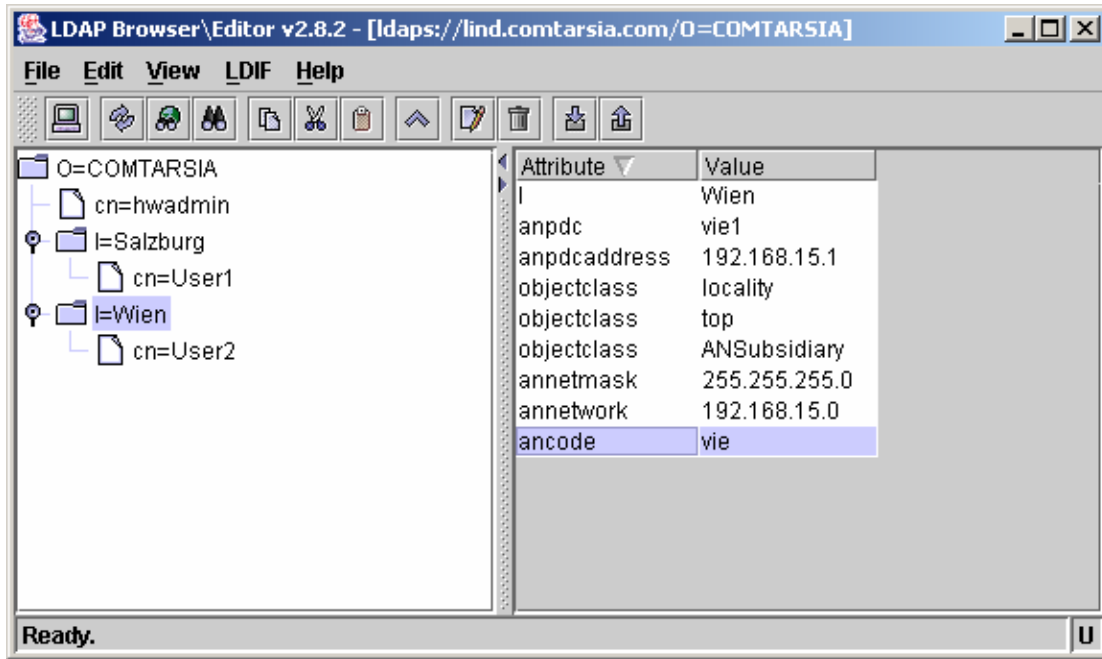 LDAP Browser\Editor v2.8.2 - [ldaps://lind.comtarsia.com/O=COMTARSIA]
File Edit View LDIF Help
O=COMTARSIA
cn=hwadmin
l=Salzburg
cn=User1
l=Wien
cn=User2
Attribute Value
l Wien
anpdc vie1
anpdcaddress 192.168.15.1
objectclass locality
objectclass top
objectclass ANSubsidiary
annetmask 255.255.255.0
annetwork 192.168.15.0
ancode vie
Ready. U